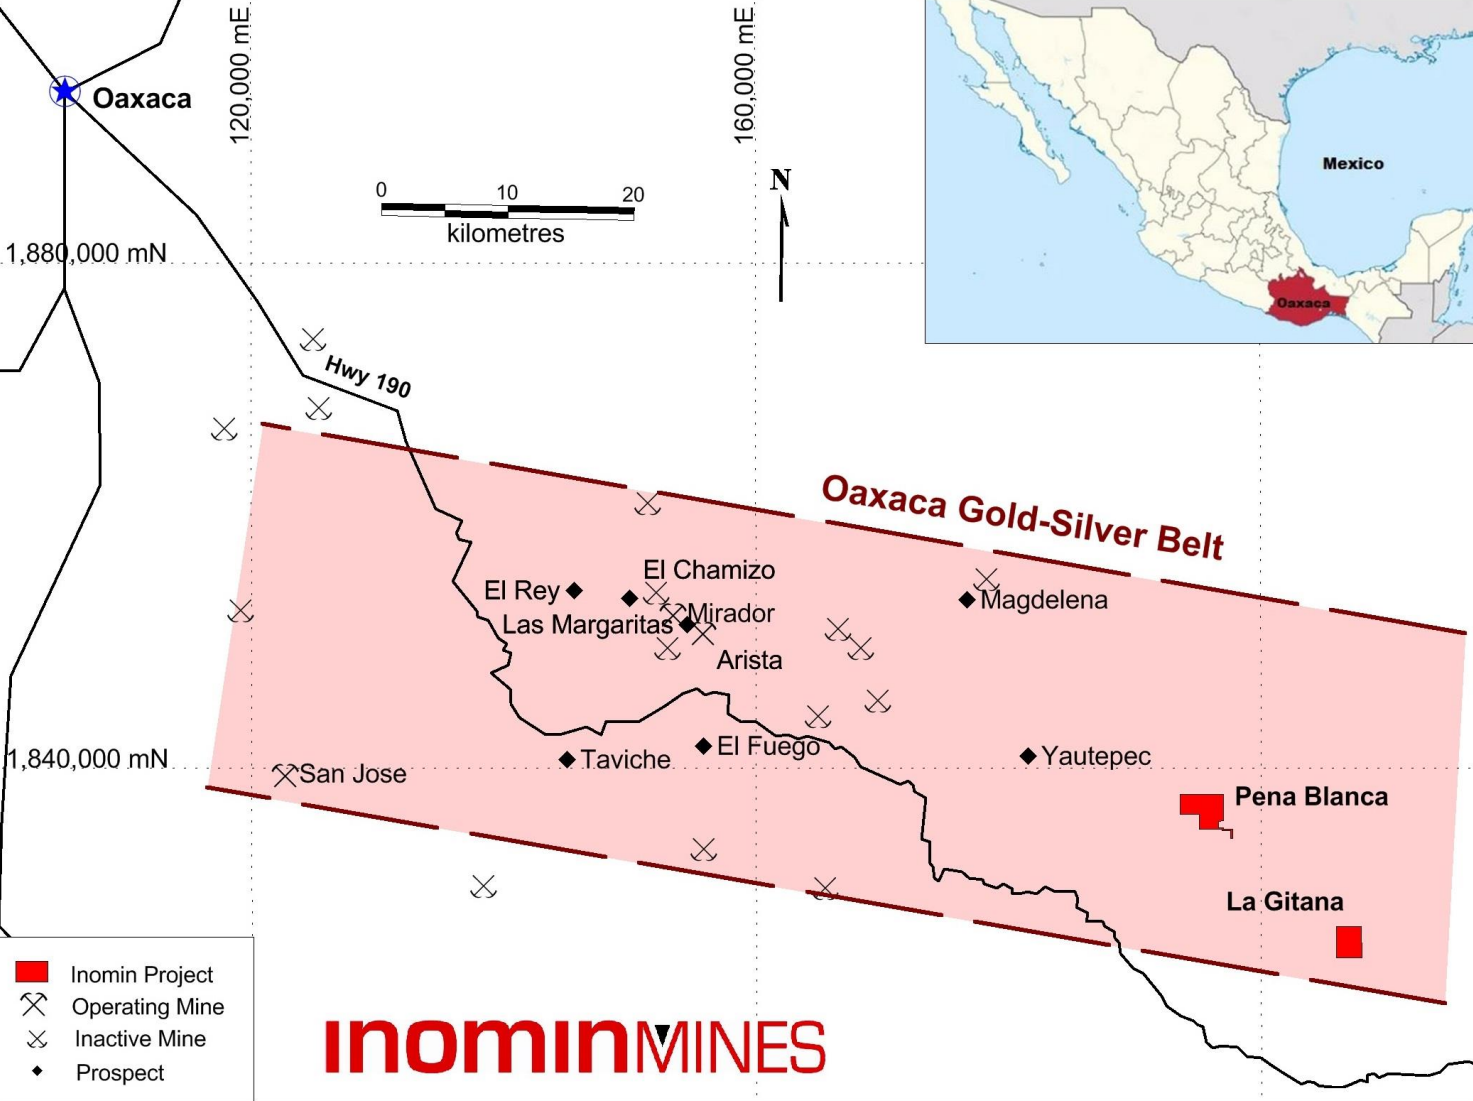 120,000 mE
160,000 mE
Oaxaca
Mexico
Oaxaca
0 10 20
kilometres
N
1,880,000 mN
Hwy 190
Oaxaca Gold-Silver Belt
El Chamizo
El Rey
Mirador
Las Margaritas
Magdelena
Arista
El Fuego
Taviche
Yautepec
1,840,000 mN
San Jose
Pena Blanca
La Gitana
Inomin Project
Operating Mine
Inactive Mine
Prospect
INOMINMINES